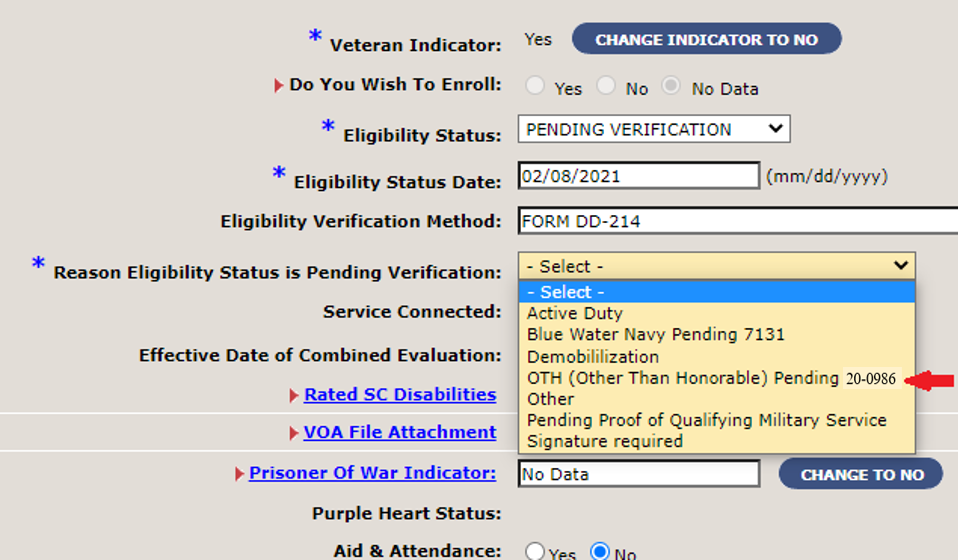 * Veteran Indicator: Yes CHANGE INDICATOR TO NO
Do You Wish To Enroll: Yes No No Data
* Eligibility Status: PENDING VERIFICATION
* Eligibility Status Date: 02/08/2021 (mm/dd/yyyy)
Eligibility Verification Method: FORM DD-214
* Reason Eligibility Status is Pending Verification: - Select -
- Select -
Service Connected: Active Duty
Blue Water Navy Pending 7131
Effective Date of Combined Evaluation: Demobililization
OTH (Other Than Honorable) Pending 20-0986
Rated SC Disabilities Other
Pending Proof of Qualifying Military Service
VOA File Attachment Signature required
Prisoner Of War Indicator: No Data CHANGE TO NO
Purple Heart Status:
Aid & Attendance: Yes No